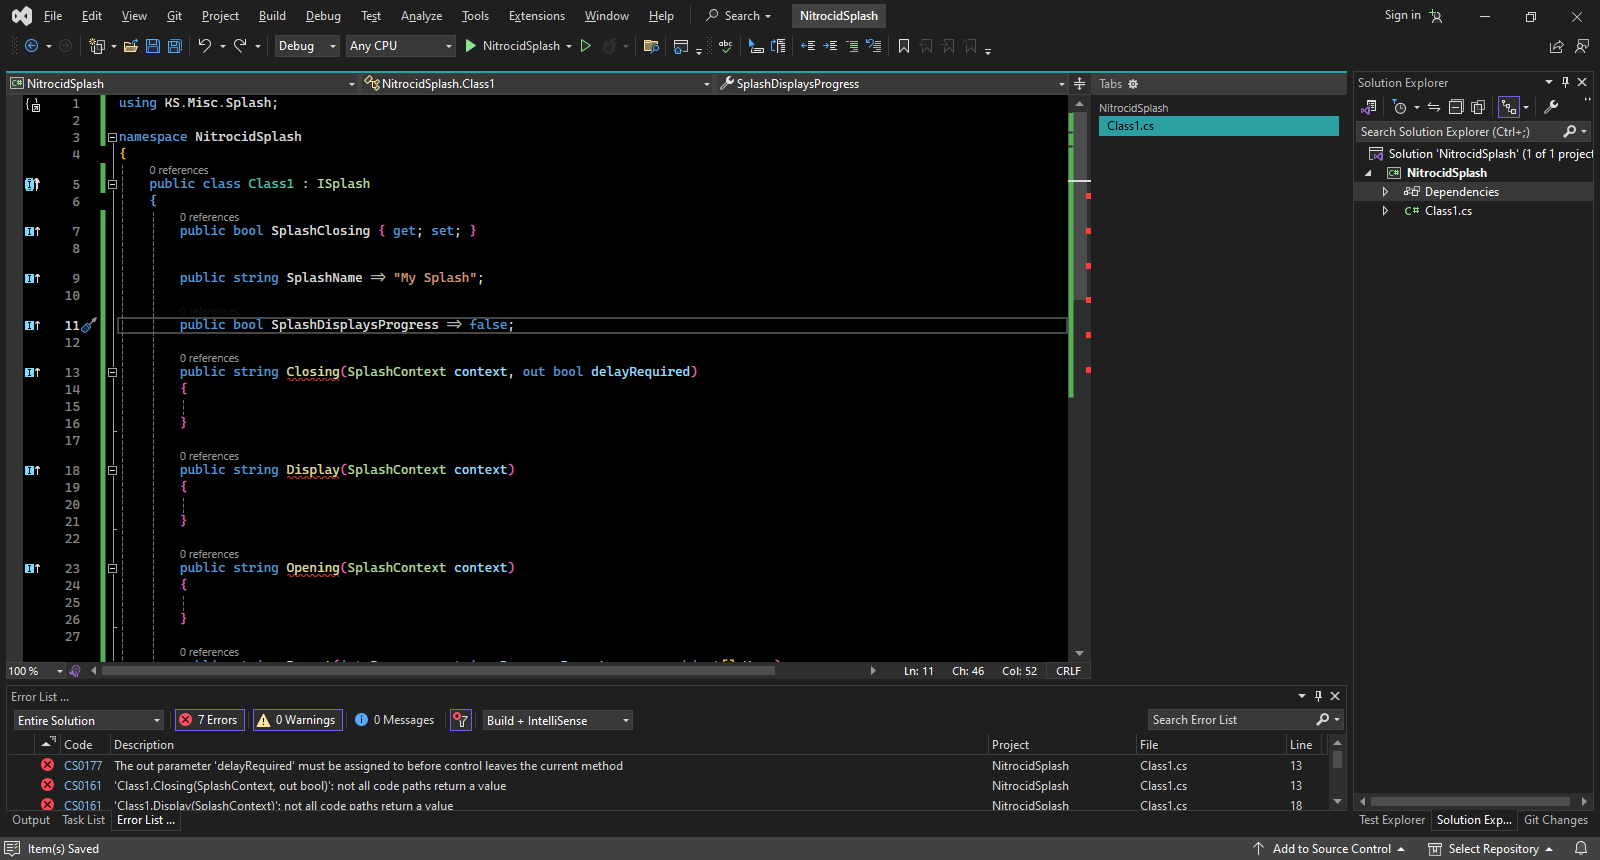 File Edit View Git Project Build Debug Test Analyze Tools Extensions Window Help Search NitrocidSplash Sign in
Debug Any CPU NitrocidSplash
NitrocidSplash NitrocidSplash.Class1 SplashDisplaysProgress
1 using KS.Misc.Splash;
2
3 namespace NitrocidSplash
4 {
0 references
5 public class Class1 : ISplash
6 {
0 references
7 public bool SplashClosing { get; set; }
8
9 public string SplashName => "My Splash";
10
0 references
11 public bool SplashDisplaysProgress => false;
12
0 references
13 public string Closing(SplashContext context, out bool delayRequired)
14 {
15
16 }
17
0 references
18 public string Display(SplashContext context)
19 {
20
21 }
22
0 references
23 public string Opening(SplashContext context)
24 {
25
26 }
27
0 references
100 % Ln: 11 Ch: 46 Col: 52 CRLF
Tabs
NitrocidSplash
Class1.cs
Solution Explorer
Search Solution Explorer (Ctrl+;)
Solution 'NitrocidSplash' (1 of 1 project
C# NitrocidSplash
Dependencies
C# Class1.cs
Error List ...
Entire Solution 7 Errors 0 Warnings 0 Messages Build + IntelliSense Search Error List
Code Description Project File Line
CS0177 The out parameter 'delayRequired' must be assigned to before control leaves the current method NitrocidSplash Class1.cs 13
CS0161 'Class1.Closing(SplashContext, out bool)': not all code paths return a value NitrocidSplash Class1.cs 13
CS0161 'Class1.Display(SplashContext)': not all code paths return a value NitrocidSplash Class1.cs 18
Output Task List Error List ...
Test Explorer Solution Exp... Git Changes
Item(s) Saved Add to Source Control Select Repository